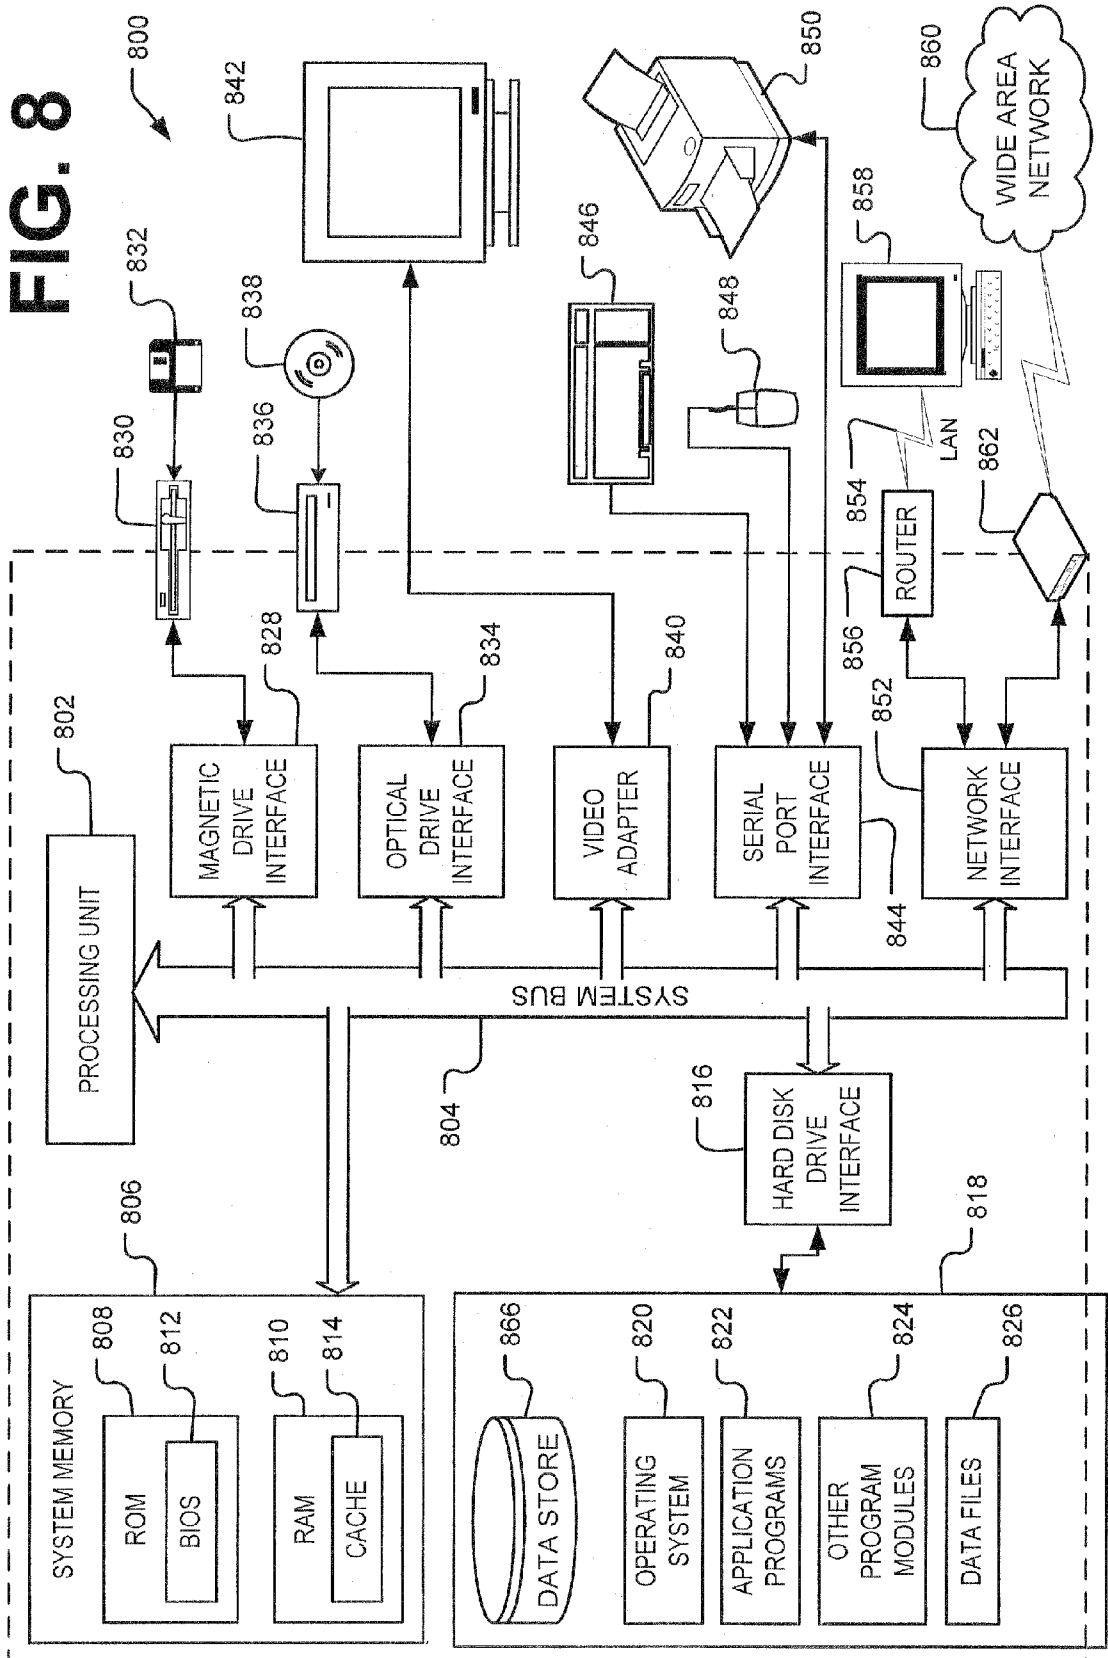 FIG. 8
800
802
PROCESSING UNIT
806
SYSTEM MEMORY
808
ROM
812
BIOS
810
RAM
814
CACHE
804
SYSTEM BUS
828
MAGNETIC
DRIVE
INTERFACE
830
832
834
OPTICAL
DRIVE
INTERFACE
836
838
840
VIDEO
ADAPTER
842
844
SERIAL
PORT
INTERFACE
846
848
850
852
NETWORK
INTERFACE
856
ROUTER
854
LAN
858
862
860
WIDE AREA
NETWORK
816
HARD DISK
DRIVE
INTERFACE
818
866
DATA STORE
820
OPERATING
SYSTEM
822
APPLICATION
PROGRAMS
824
OTHER
PROGRAM
MODULES
826
DATA FILES